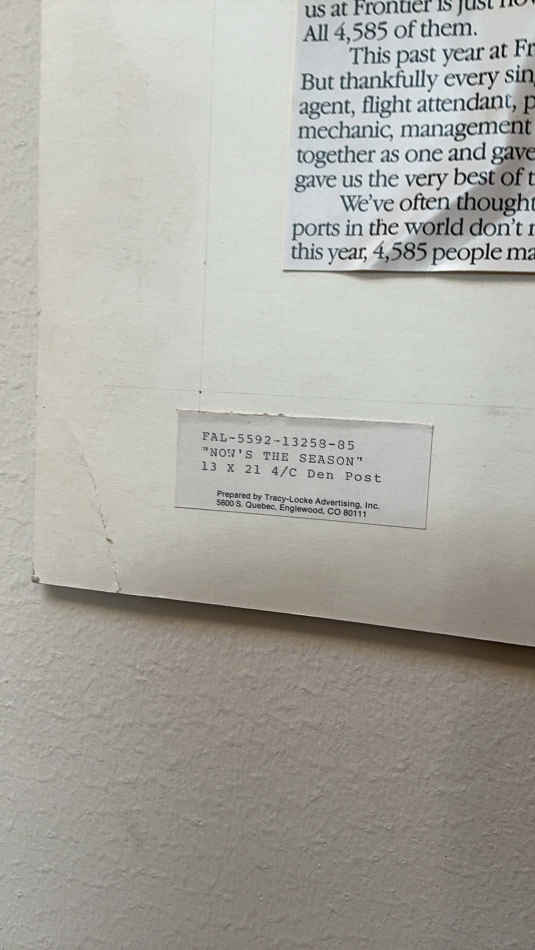 us at Frontier is just
All 4,585 of them.
This past year at Fr
But thankfully every sin
agent, flight attendant, p
mechanic, management
together as one and gave
gave us the very best of t
We've often thought
ports in the world don't
this year, 4,585 people ma
FAL-5592-13258-85
"NOW'S THE SEASON"
13 X 21 4/C Den Post
Prepared by Tracy-Locke Advertising, Inc.
5600 S. Quebec, Englewood, CO 80111